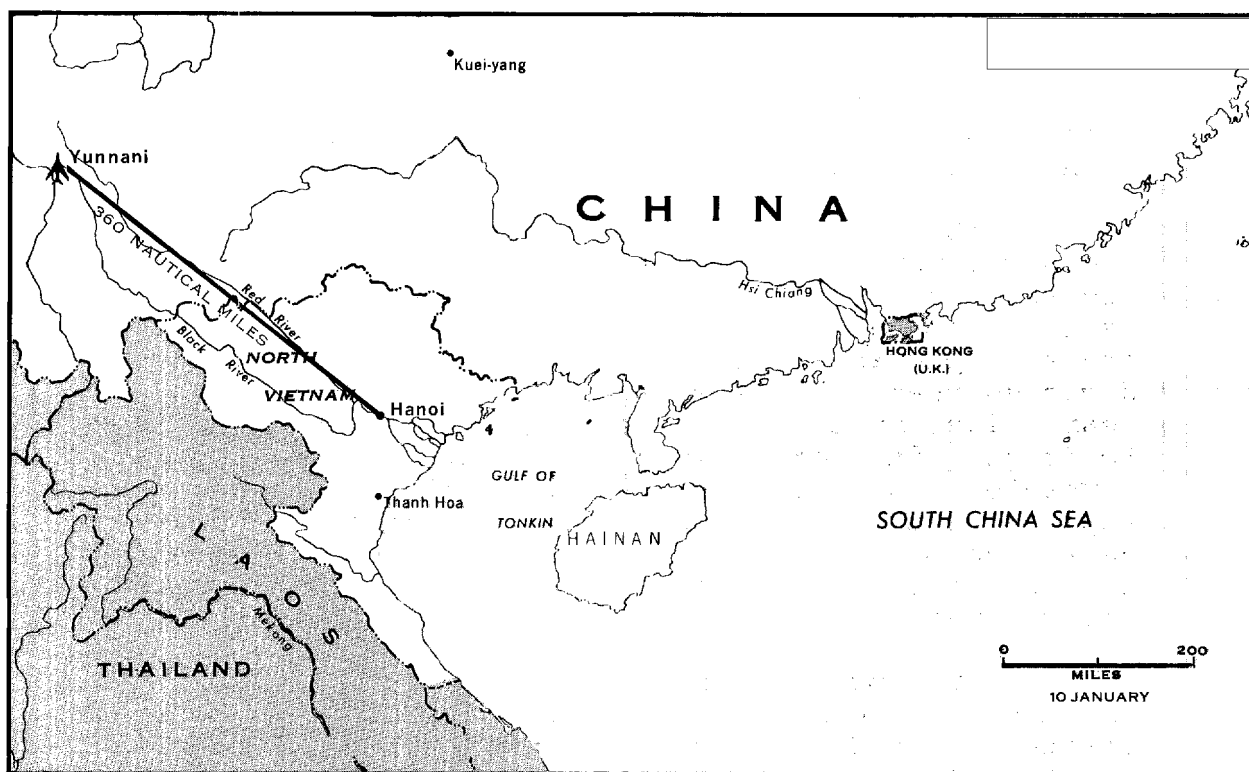 Kuei-yang
Yunnani
CHINA
360 NAUTICAL MILES
Red
River
Hsi Chiang
Black
River
NORTH
VIETNAM
HONG KONG
(U.K.)
Hanoi
GULF OF
TONKIN
Thanh Hoa
HAINAN
SOUTH CHINA SEA
LAOS
Mekong
THAILAND
0 200
MILES
10 JANUARY